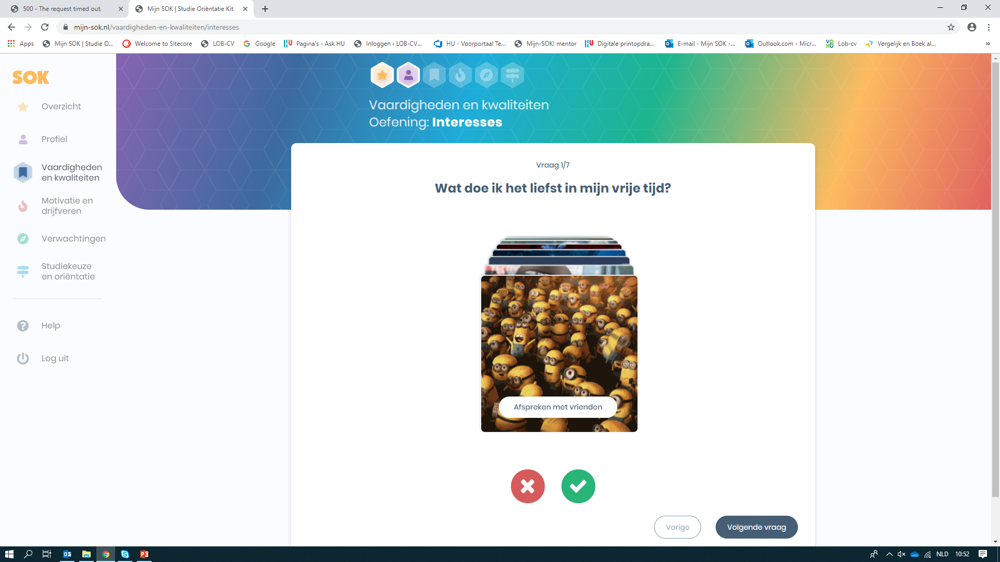 500 - The request timed out.
Mijn SOK | Studie Oriëntatie Kit
mijn-sok.nl/vaardigheden-en-kwaliteiten/interesses
Apps
Mijn SOK | Studie O...
Welcome to Sitecore
LOB-CV
Google
Pagina's - Ask HU
Inloggen ‹ LOB-CV...
HU - Voorportaal Te...
Mijn-SOK! mentor
Digitale printopdra...
E-mail - Mijn SOK -...
Outlook.com - Micr...
Lob-cv
Vergelijk en Boek al...
»
SOK
Overzicht
Profiel
Vaardigheden
en kwaliteiten
Motivatie en
drijfveren
Verwachtingen
Studiekeuze
en oriëntatie
Help
Log uit
Vaardigheden en kwaliteiten
Oefening: Interesses
Vraag 1/7
Wat doe ik het liefst in mijn vrije tijd?
Afspreken met vrienden
Vorige
Volgende vraag
NLD
10:52